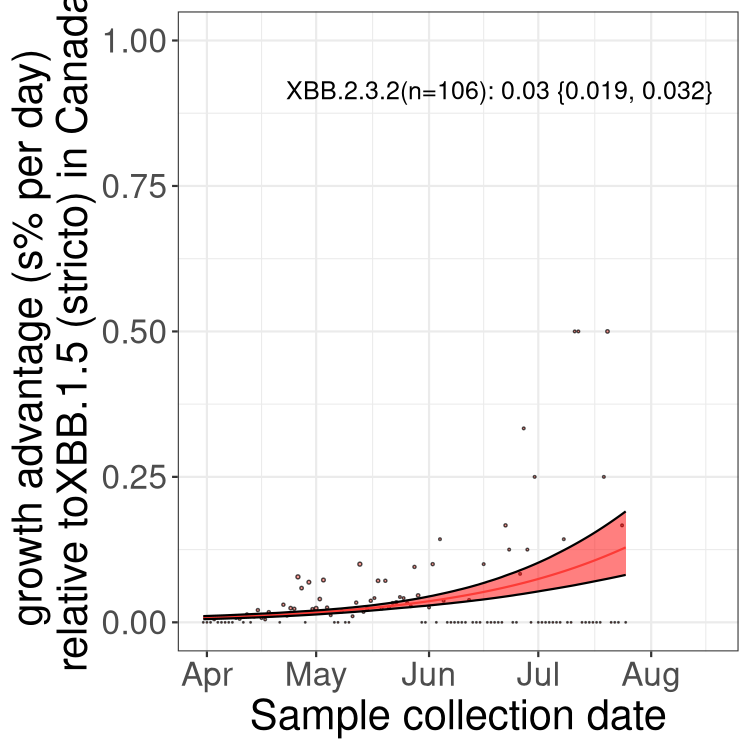 growth advantage (s% per day)
relative toXBB.1.5 (stricto) in Canada
1.00
0.75
0.50
0.25
0.00
XBB.2.3.2(n=106): 0.03 {0.019, 0.032}
Apr May Jun Jul Aug
Sample collection date